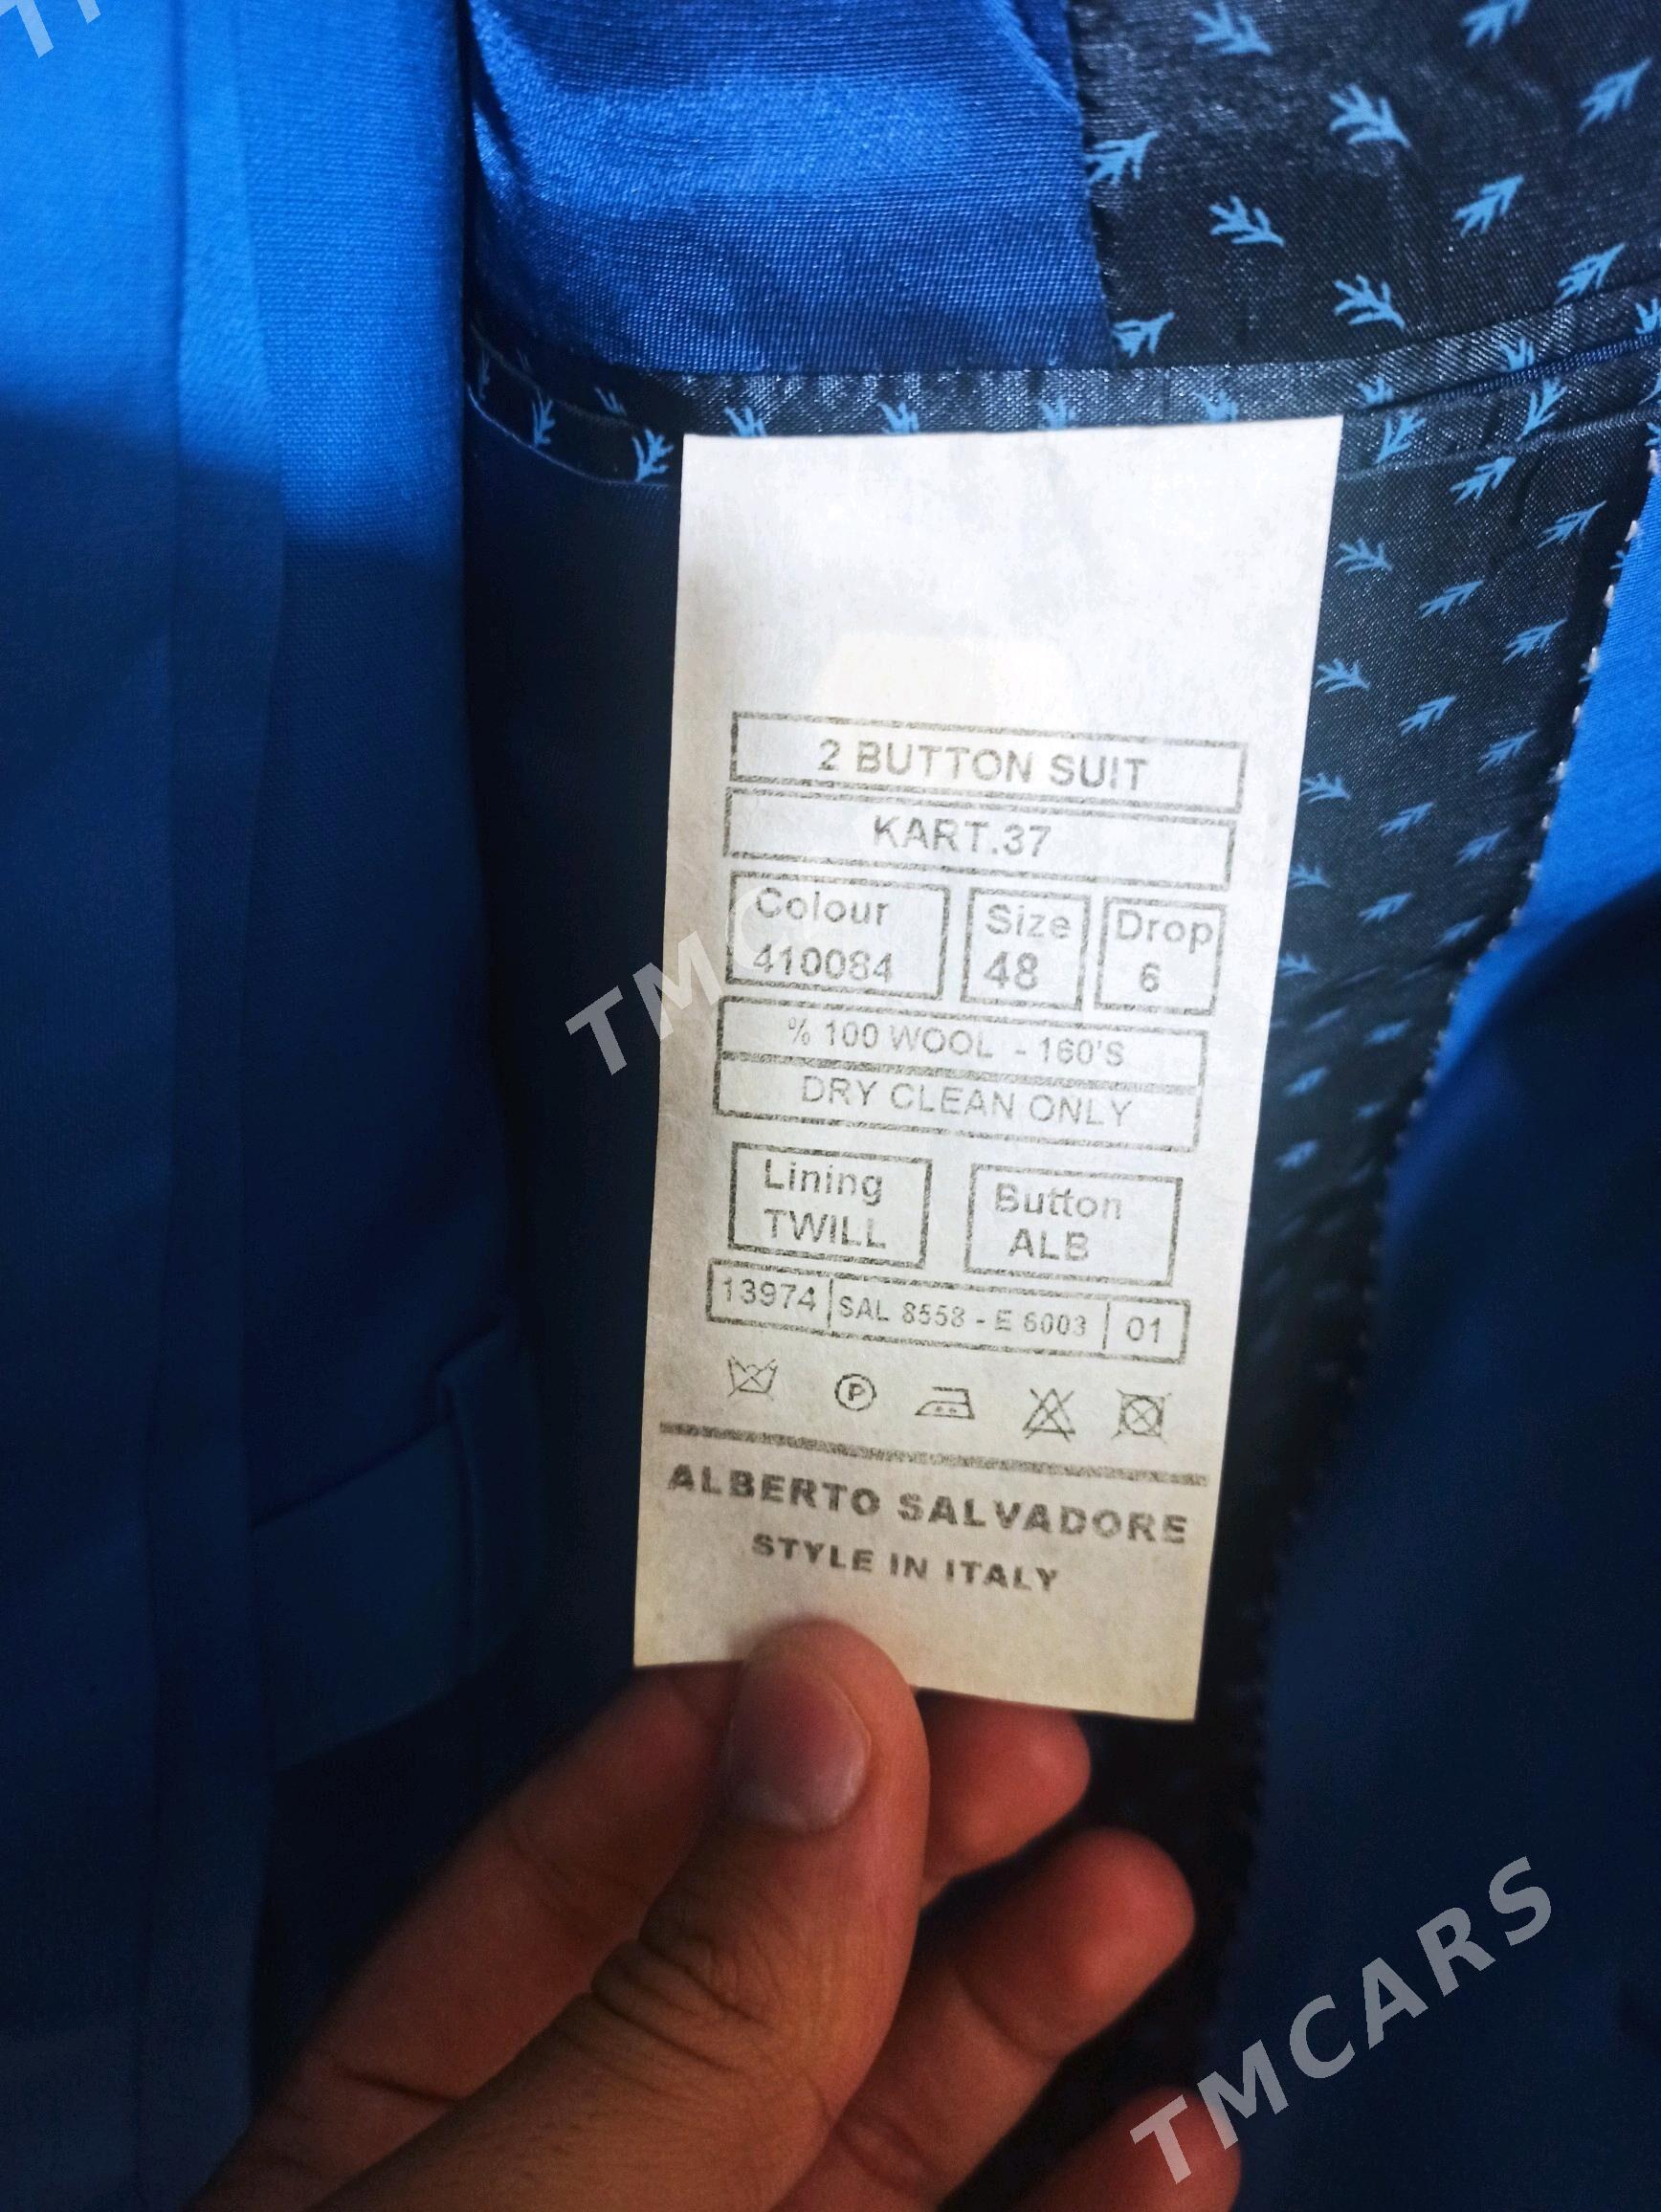 2 BUTTON SUIT
KART.37
Colour Size Drop
410084 48 6
% 100 WOOL - 160'S
DRY CLEAN ONLY
Lining Button
TWILL ALB
13974 SAL 8558 - E 6003 01
P
ALBERTO SALVADORE
STYLE IN ITALY
TMCARS